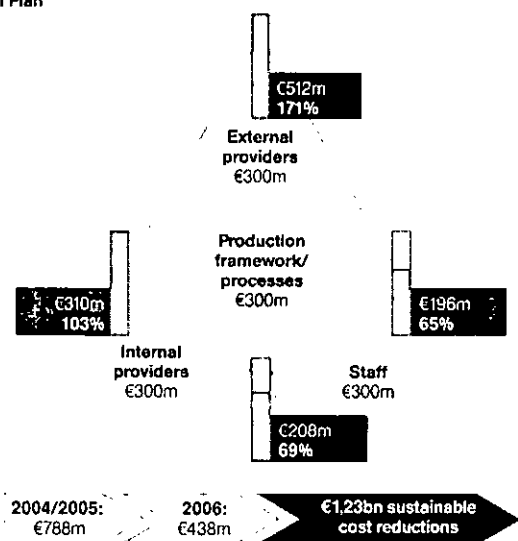 Plan
€512m
171%
External
providers
€300m
Production
framework/
processes
€300m
€310m
103%
€196m
65%
Internal
providers
€300m
Staff
€300m
€208m
69%
2004/2005:
€788m
2006:
€438m
€1,23bn sustainable
cost reductions